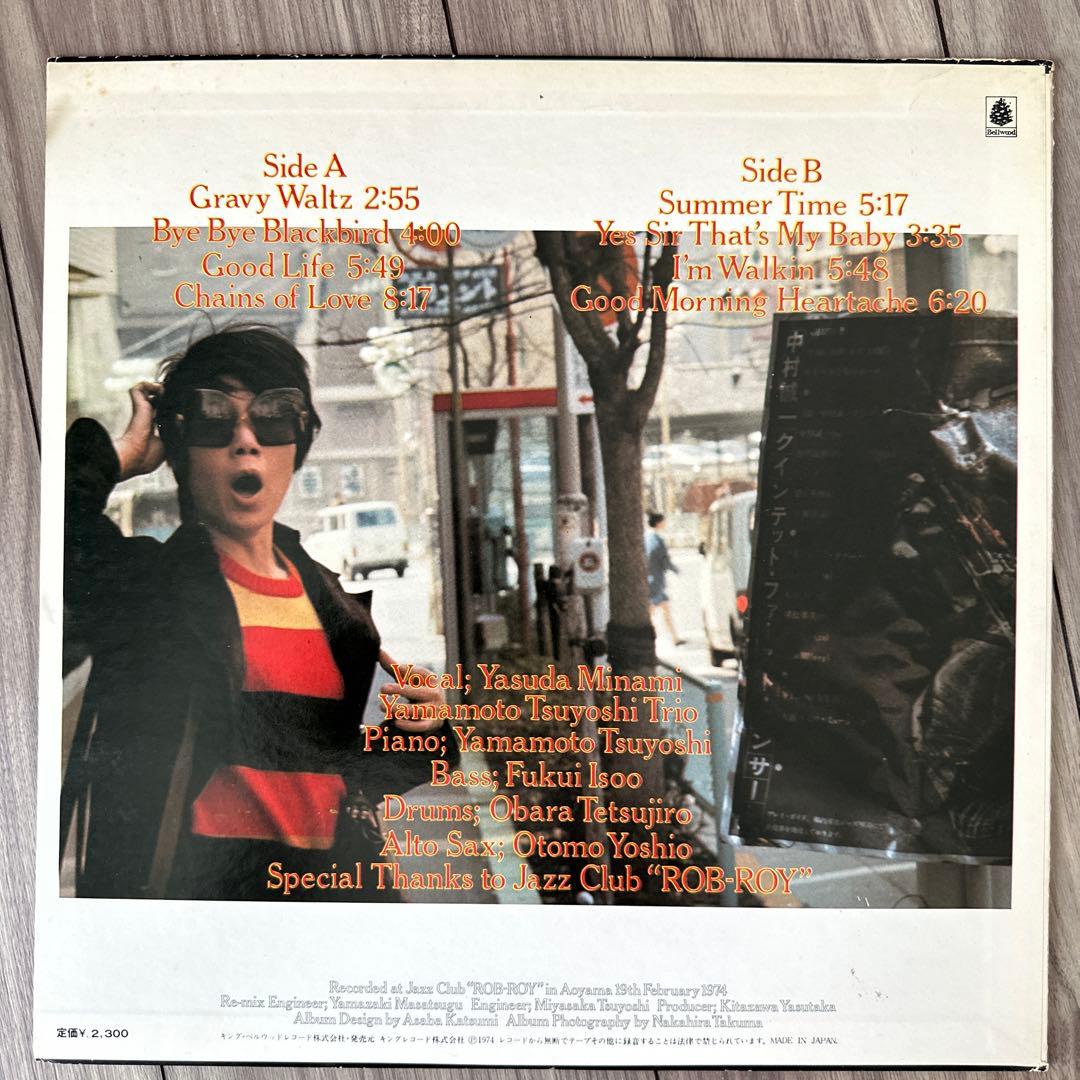 Bellwood
Side A
Gravy Waltz 2:55
Bye Bye Blackbird 4:00
Good Life 5:49
Chains of Love 8:17
Side B
Summer Time 5:17
Yes Sir That's My Baby 3:35
I'm Walkin 5:48
Good Morning Heartache 6:20
中村誠一クインテット・ファースト・コンサート
Vocal; Yasuda Minami
Yamamoto Tsuyoshi Trio
Piano; Yamamoto Tsuyoshi
Bass; Fukui Isoo
Drums; Obara Tetsujiro
Alto Sax; Otomo Yoshio
Special Thanks to Jazz Club “ROB-ROY”
Recorded at Jazz Club “ROB-ROY” in Aoyama 19th February 1974
Re-mix Engineer; Yamazaki Masatsugu Engineer; Miyasaka Tsuyoshi Producer; Kitazawa Yasutaka
Album Design by Asaba Katsumi Album Photography by Nakahira Takuma
定価¥2,300
キング・ベルウッドレコード株式会社・発売元 キングレコード株式会社 Ⓟ1974 レコードから無断でテープその他に録音することは法律で禁じられています。MADE IN JAPAN.